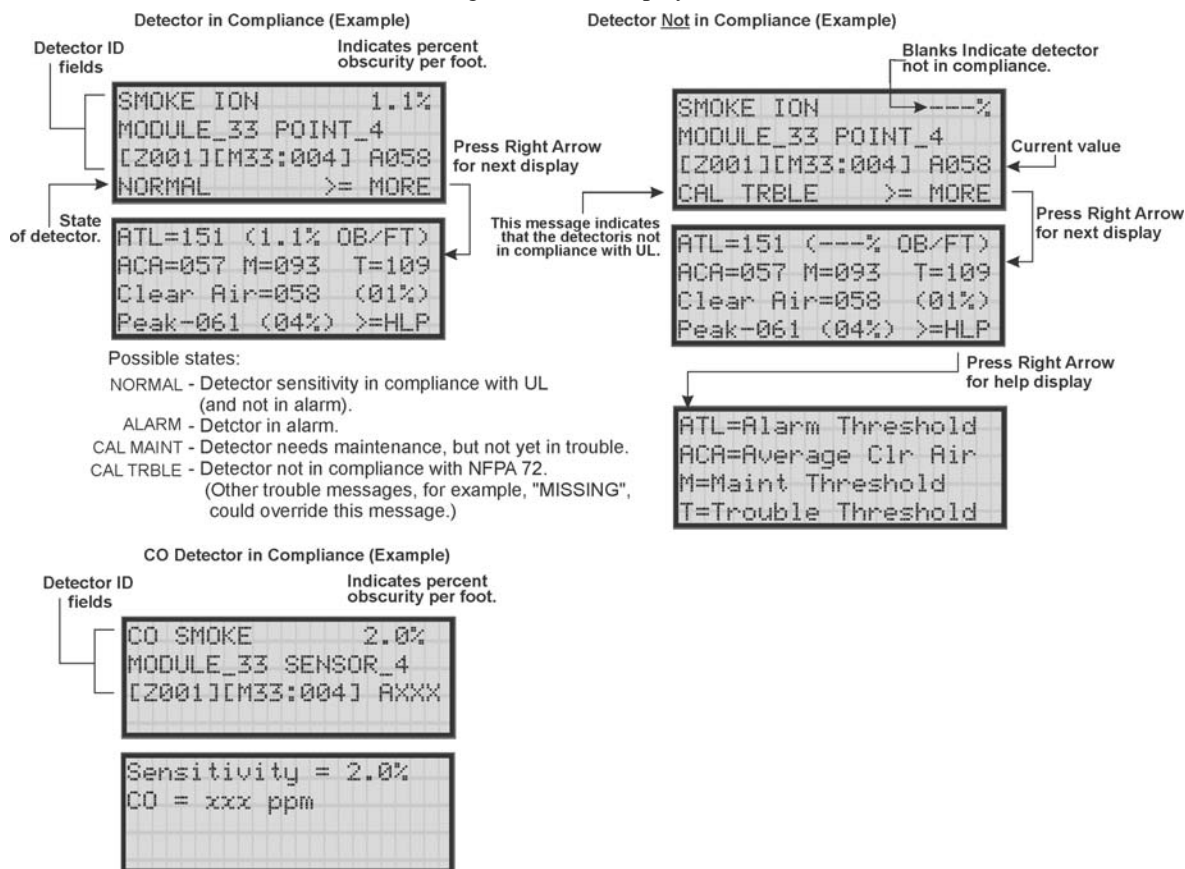 Detector in Compliance (Example)
Detector ID
fields
Indicates percent
obscurity per foot.
SMOKE ION 1.1%
MODULE_33 POINT_4
[Z001][M33:004] A058
NORMAL >= MORE
Press Right Arrow
for next display
State
of detector.
ATL=151 (1.1% OB/FT)
ACA=057 M=093 T=109
Clear Air=058 (01%)
Peak-061 (04%) >=HLP
Possible states:
NORMAL - Detector sensitivity in compliance with UL
(and not in alarm).
ALARM - Detctor in alarm.
CAL MAINT - Detector needs maintenance, but not yet in trouble.
CAL TRBLE - Detector not in compliance with NFPA 72.
(Other trouble messages, for example, "MISSING",
could override this message.)
Detector Not in Compliance (Example)
Blanks Indicate detector
not in compliance.
SMOKE ION ---%
MODULE_33 POINT_4
[Z001][M33:004] A058
CAL TRBLE >= MORE
Current value
This message indicates
that the detectoris not
in compliance with UL.
Press Right Arrow
for next display
ATL=151 (---% OB/FT)
ACA=057 M=093 T=109
Clear Air=058 (01%)
Peak-061 (04%) >=HLP
Press Right Arrow
for help display
ATL=Alarm Threshold
ACA=Average Clr Air
M=Maint Threshold
T=Trouble Threshold
CO Detector in Compliance (Example)
Detector ID
fields
Indicates percent
obscurity per foot.
CO SMOKE 2.0%
MODULE_33 SENSOR_4
[Z001][M33:004] AXXX
Sensitivity = 2.0%
CO = xxx ppm